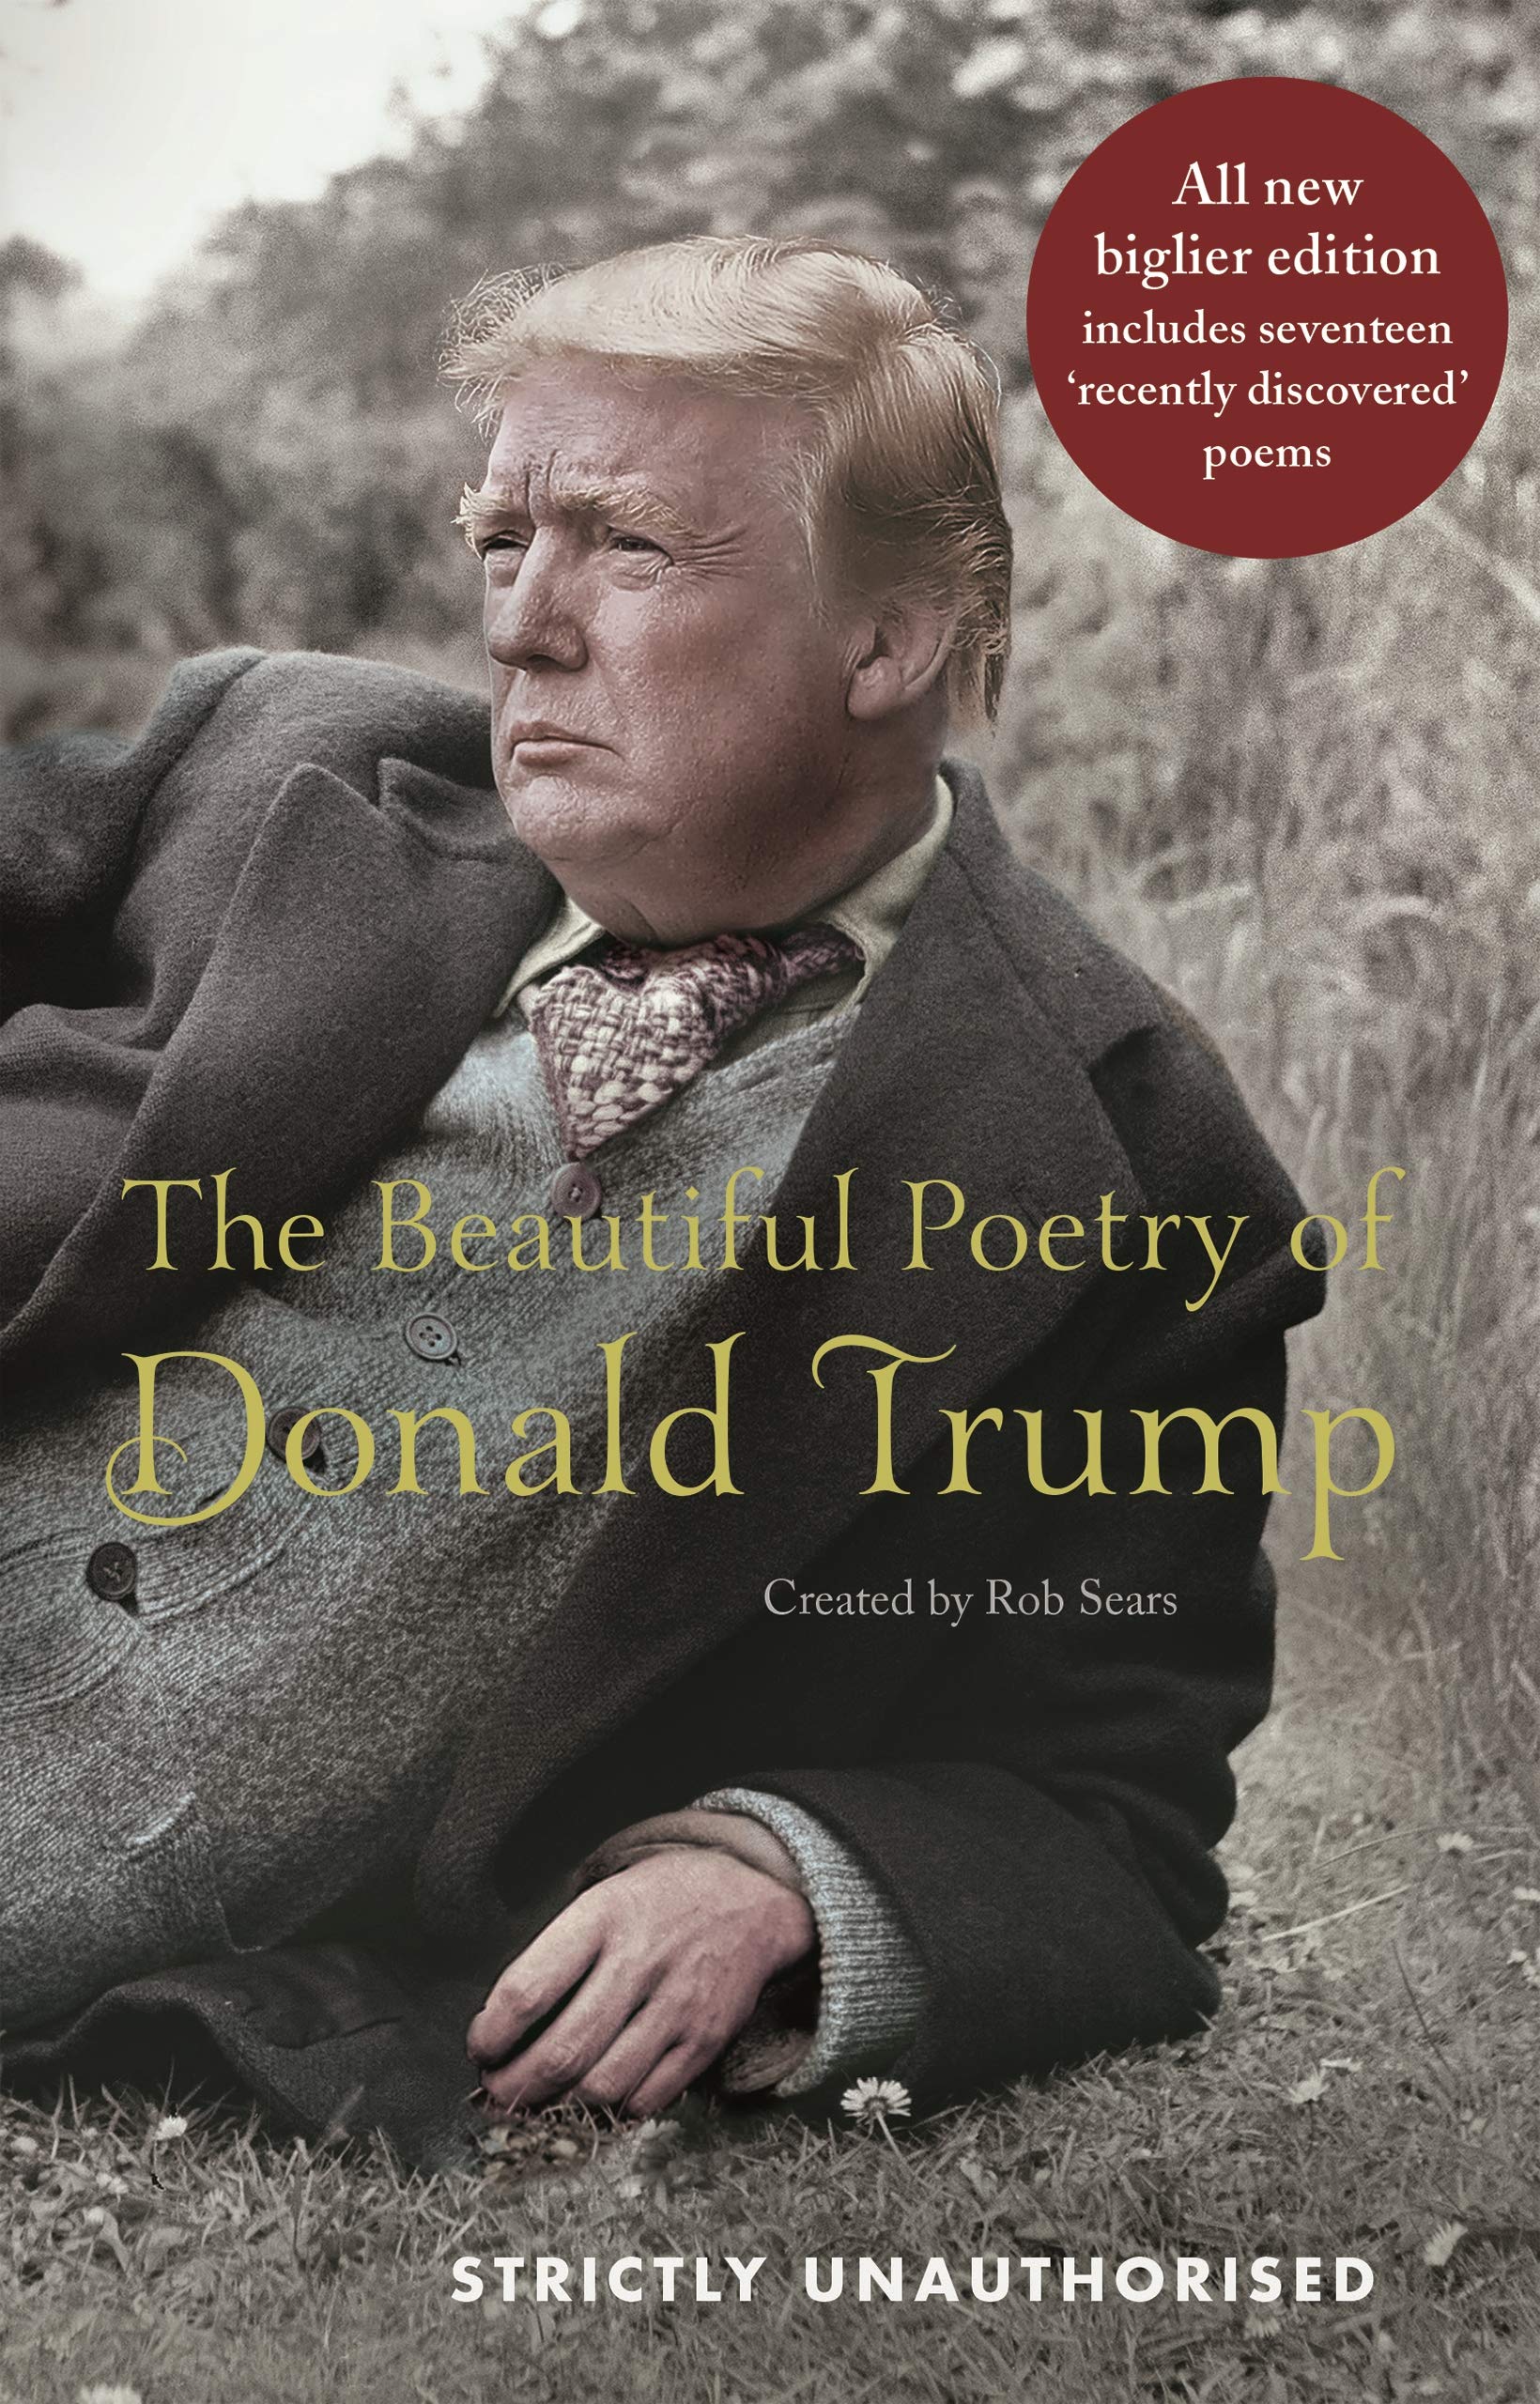 All new
biglier edition
includes seventeen
‘recently discovered’
poems
The Beautiful Poetry of
Donald Trump
Created by Rob Sears
STRICTLY UNAUTHORISED